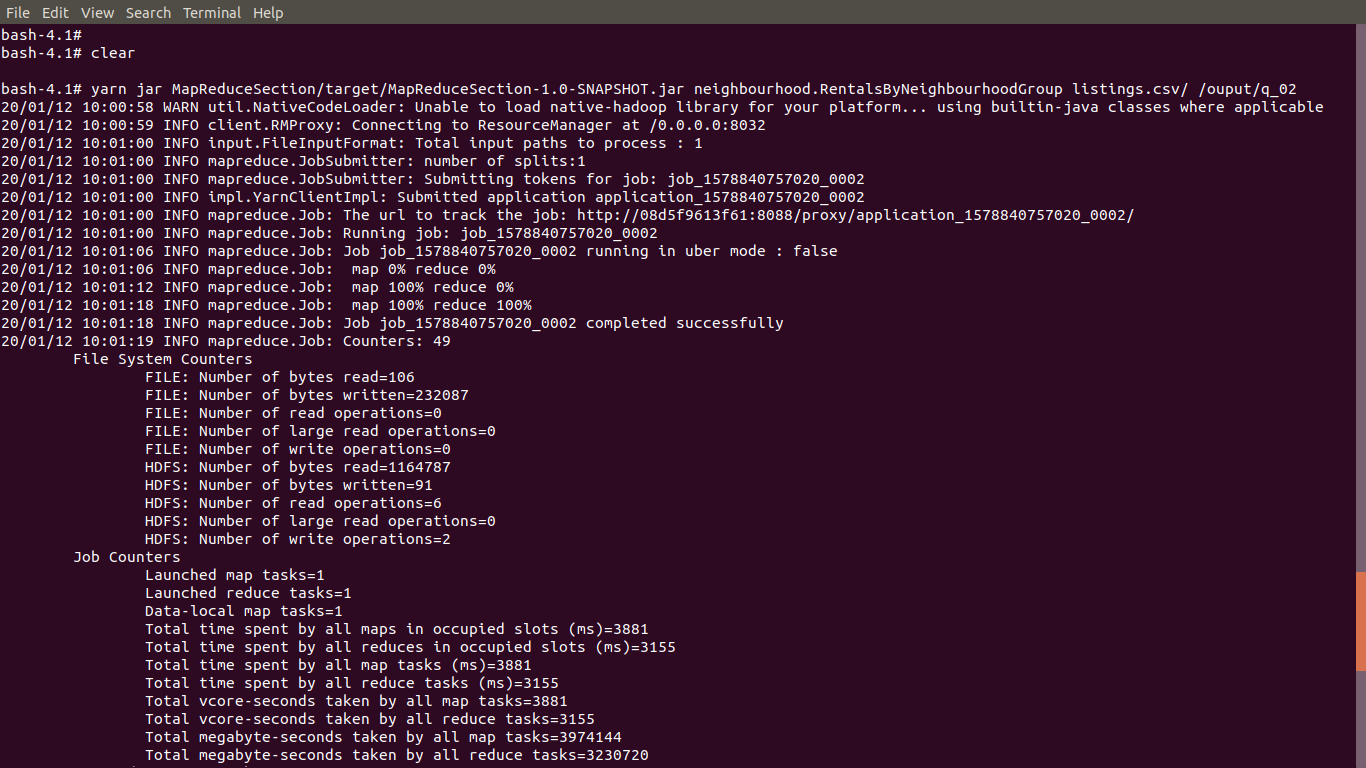 File Edit View Search Terminal Help
bash-4.1#
bash-4.1# clear
bash-4.1# yarn jar MapReduceSection/target/MapReduceSection-1.0-SNAPSHOT.jar neighbourhood.RentalsByNeighbourhoodGroup listings.csv/ /ouput/q_02
20/01/12 10:00:58 WARN util.NativeCodeLoader: Unable to load native-hadoop library for your platform... using builtin-java classes where applicable
20/01/12 10:00:59 INFO client.RMProxy: Connecting to ResourceManager at /0.0.0.0:8032
20/01/12 10:01:00 INFO input.FileInputFormat: Total input paths to process : 1
20/01/12 10:01:00 INFO mapreduce.JobSubmitter: number of splits:1
20/01/12 10:01:00 INFO mapreduce.JobSubmitter: Submitting tokens for job: job_1578840757020_0002
20/01/12 10:01:00 INFO impl.YarnClientImpl: Submitted application application_1578840757020_0002
20/01/12 10:01:00 INFO mapreduce.Job: The url to track the job: http://08d5f9613f61:8088/proxy/application_1578840757020_0002/
20/01/12 10:01:00 INFO mapreduce.Job: Running job: job_1578840757020_0002
20/01/12 10:01:06 INFO mapreduce.Job: Job job_1578840757020_0002 running in uber mode : false
20/01/12 10:01:06 INFO mapreduce.Job:  map 0% reduce 0%
20/01/12 10:01:12 INFO mapreduce.Job:  map 100% reduce 0%
20/01/12 10:01:18 INFO mapreduce.Job:  map 100% reduce 100%
20/01/12 10:01:18 INFO mapreduce.Job: Job job_1578840757020_0002 completed successfully
20/01/12 10:01:19 INFO mapreduce.Job: Counters: 49
File System Counters
FILE: Number of bytes read=106
FILE: Number of bytes written=232087
FILE: Number of read operations=0
FILE: Number of large read operations=0
FILE: Number of write operations=0
HDFS: Number of bytes read=1164787
HDFS: Number of bytes written=91
HDFS: Number of read operations=6
HDFS: Number of large read operations=0
HDFS: Number of write operations=2
Job Counters
Launched map tasks=1
Launched reduce tasks=1
Data-local map tasks=1
Total time spent by all maps in occupied slots (ms)=3881
Total time spent by all reduces in occupied slots (ms)=3155
Total time spent by all map tasks (ms)=3881
Total time spent by all reduce tasks (ms)=3155
Total vcore-seconds taken by all map tasks=3881
Total vcore-seconds taken by all reduce tasks=3155
Total megabyte-seconds taken by all map tasks=3974144
Total megabyte-seconds taken by all reduce tasks=3230720